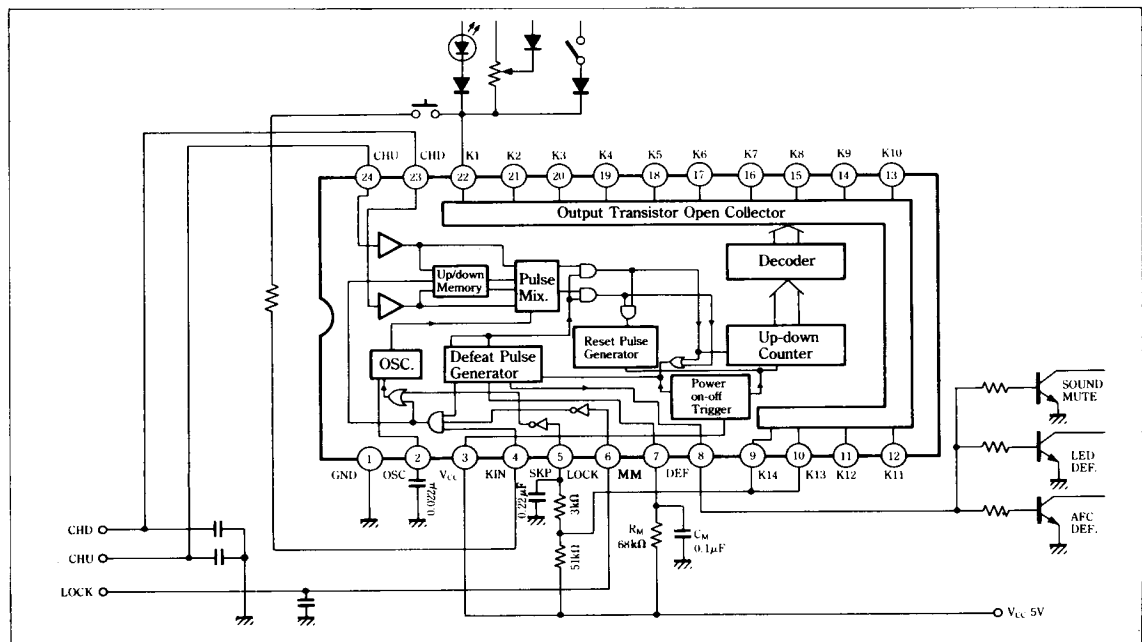 CHU CHD K1 K2 K3 K4 K5 K6 K7 K8 K9 K10
24 23 22 21 20 19 18 17 16 15 14 13
Output Transistor Open Collector
Decoder
Up/down
Memory
Pulse
Mix.
Reset Pulse
Generator
Up-down
Counter
OSC.
Defeat Pulse
Generator
Power
on-off
Trigger
1 2 3 4 5 6 7 8 9 10 11 12
GND OSC VCC KIN SKP LOCK MM DEF K14 K13 K12 K11
0.022μ
0.22μF
3kΩ
51kΩ
RM
68kΩ
CM
0.1μF
SOUND
MUTE
LED
DEF.
AFC
DEF.
CHD
CHU
LOCK
VCC 5V